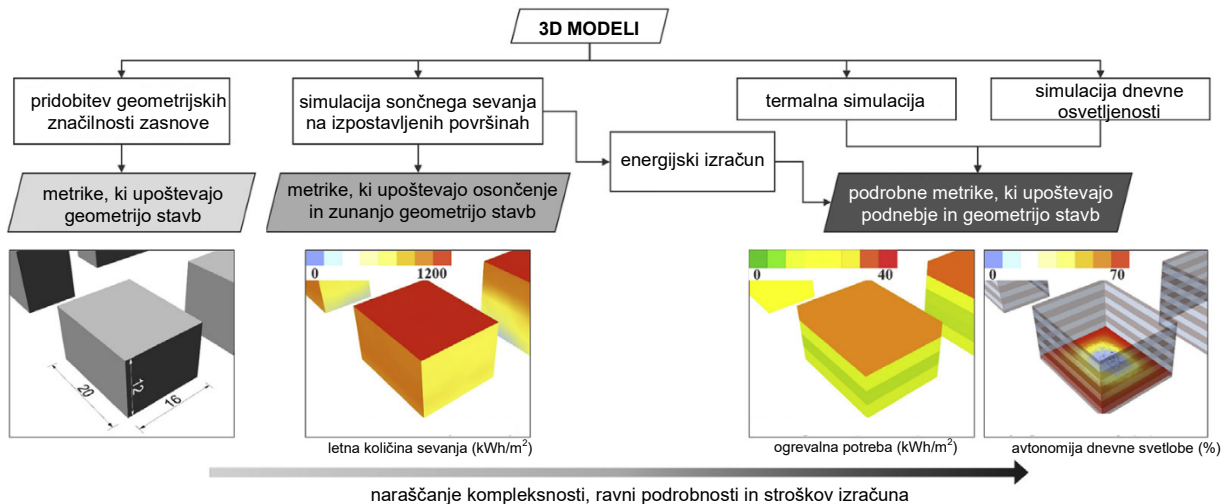 3D MODELI
pridobitev geometrijskih
značilnosti zasnove
simulacija sončnega sevanja
na izpostavljenih površinah
termalna simulacija
simulacija dnevne
osvetljenosti
energijski izračun
metrike, ki upoštevajo
geometrijo stavb
metrike, ki upoštevajo osončenje
in zunanjo geometrijo stavb
podrobne metrike, ki upoštevajo
podnebje in geometrijo stavb
20
12
16
0 1200
letna količina sevanja (kWh/m²)
0 40
ogrevalna potreba (kWh/m²)
0 70
avtonomija dnevne svetlobe (%)
naraščanje kompleksnosti, ravni podrobnosti in stroškov izračuna